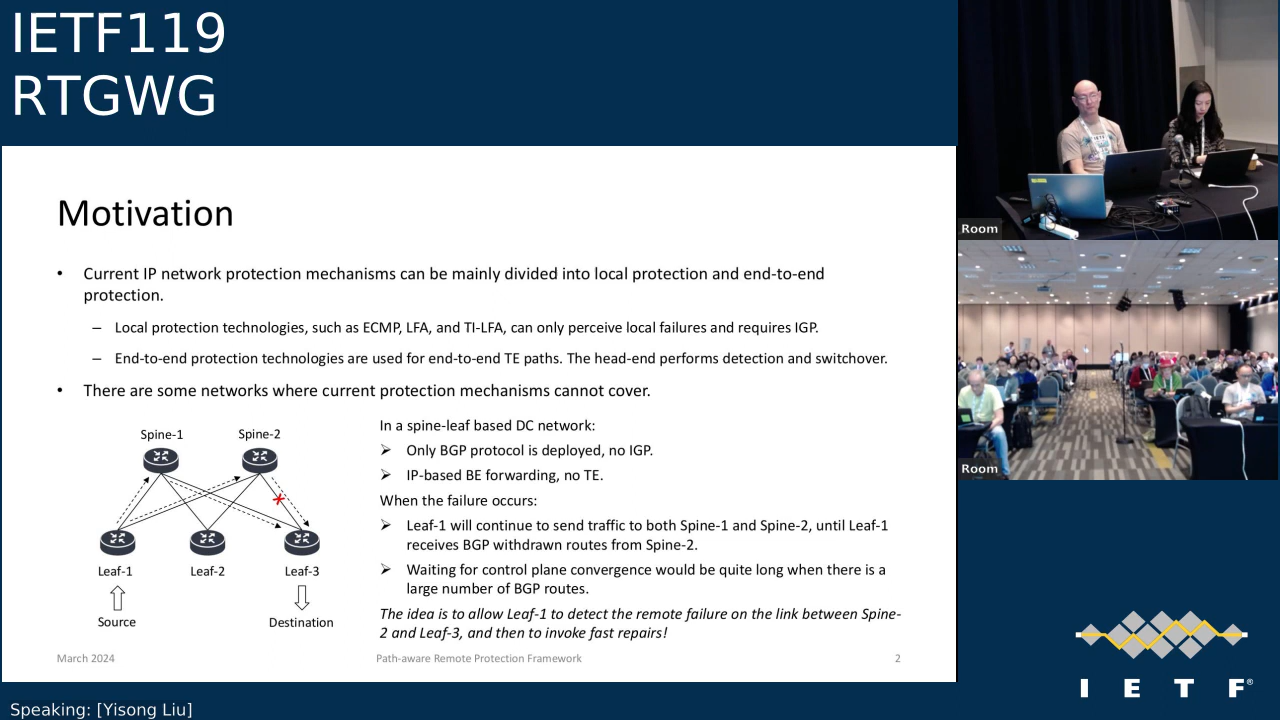 IETF119
RTGWG
Motivation
• Current IP network protection mechanisms can be mainly divided into local protection and end-to-end
protection.
– Local protection technologies, such as ECMP, LFA, and TI-LFA, can only perceive local failures and requires IGP.
– End-to-end protection technologies are used for end-to-end TE paths. The head-end performs detection and switchover.
• There are some networks where current protection mechanisms cannot cover.
Spine-1
Spine-2
Leaf-1
Leaf-2
Leaf-3
Source
Destination
In a spine-leaf based DC network:
➢ Only BGP protocol is deployed, no IGP.
➢ IP-based BE forwarding, no TE.
When the failure occurs:
➢ Leaf-1 will continue to send traffic to both Spine-1 and Spine-2, until Leaf-1
receives BGP withdrawn routes from Spine-2.
➢ Waiting for control plane convergence would be quite long when there is a
large number of BGP routes.
The idea is to allow Leaf-1 to detect the remote failure on the link between Spine-
2 and Leaf-3, and then to invoke fast repairs!
March 2024
Path-aware Remote Protection Framework
2
Room
Room
I E T F®
Speaking: [Yisong Liu]